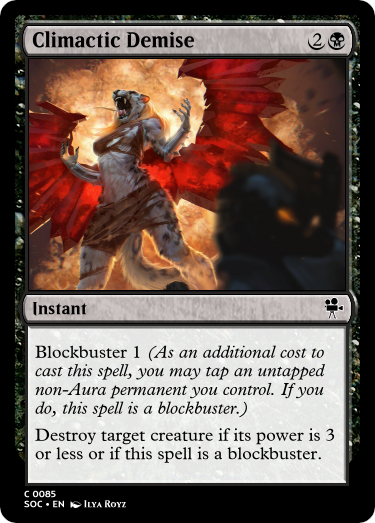 Climactic Demise 2
Instant
Blockbuster 1 (As an additional cost to
cast this spell, you may tap an untapped
non-Aura permanent you control. If you
do, this spell is a blockbuster.)
Destroy target creature if its power is 3
or less or if this spell is a blockbuster.
C 0085
SOC • EN Ilya Royz